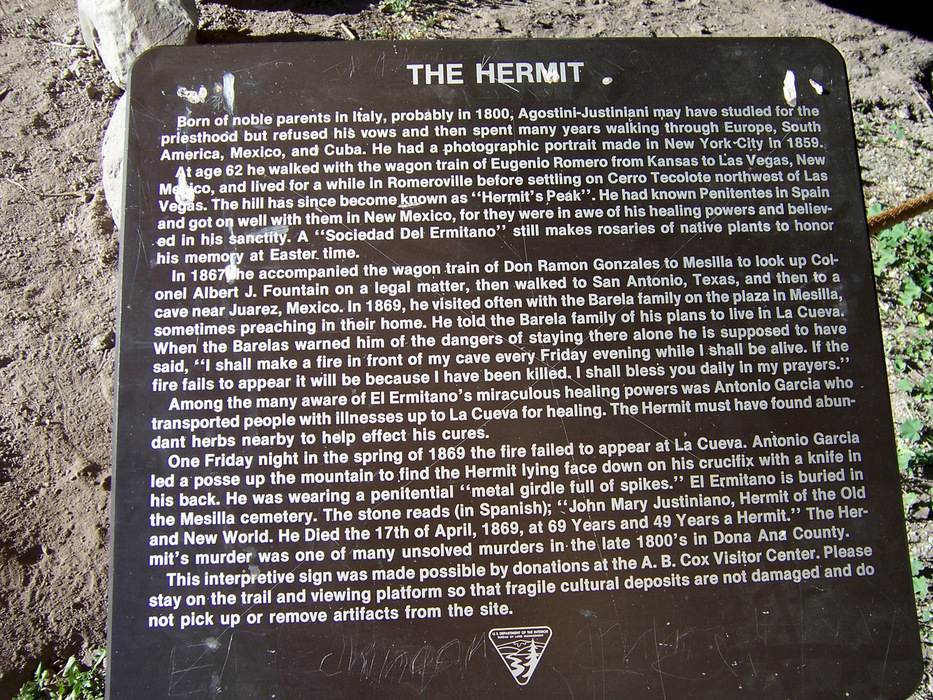 THE HERMIT
Born of noble parents in Italy, probably in 1800, Agostini-Justiniani may have studied for the
priesthood but refused his vows and then spent many years walking through Europe, South
America, Mexico, and Cuba. He had a photographic portrait made in New York City in 1859.
At age 62 he walked with the wagon train of Eugenio Romero from Kansas to Las Vegas, New
Mexico, and lived for a while in Romeroville before settling on Cerro Tecolote northwest of Las
Vegas. The hill has since become known as "Hermit's Peak". He had known Penitentes in Spain
and got on well with them in New Mexico, for they were in awe of his healing powers and believ-
ed in his sanctity. A "Sociedad Del Ermitano" still makes rosaries of native plants to honor
his memory at Easter time.
In 1867 he accompanied the wagon train of Don Ramon Gonzales to Mesilla to look up Col-
onel Albert J. Fountain on a legal matter, then walked to San Antonio, Texas, and then to a
cave near Juarez, Mexico. In 1869, he visited often with the Barela family on the plaza in Mesilla,
sometimes preaching in their home. He told the Barela family of his plans to live in La Cueva.
When the Barelas warned him of the dangers of staying there alone he is supposed to have
said, "I shall make a fire in front of my cave every Friday evening while I shall be alive. If the
fire fails to appear it will be because I have been killed. I shall bless you daily in my prayers."
Among the many aware of El Ermitano's miraculous healing powers was Antonio Garcia who
transported people with illnesses up to La Cueva for healing. The Hermit must have found abun-
dant herbs nearby to help effect his cures.
One Friday night in the spring of 1869 the fire failed to appear at La Cueva. Antonio Garcia
led a posse up the mountain to find the Hermit lying face down on his crucifix with a knife in
his back. He was wearing a penitential "metal girdle full of spikes." El Ermitano is buried in
the Mesilla cemetery. The stone reads (in Spanish); "John Mary Justiniano, Hermit of the Old
and New World. He Died the 17th of April, 1869, at 69 Years and 49 Years a Hermit." The Her-
mit's murder was one of many unsolved murders in the late 1800's in Dona Ana County.
This interpretive sign was made possible by donations at the A. B. Cox Visitor Center. Please
stay on the trail and viewing platform so that fragile cultural deposits are not damaged and do
not pick up or remove artifacts from the site.
U.S. DEPARTMENT OF THE INTERIOR
BUREAU OF LAND MANAGEMENT